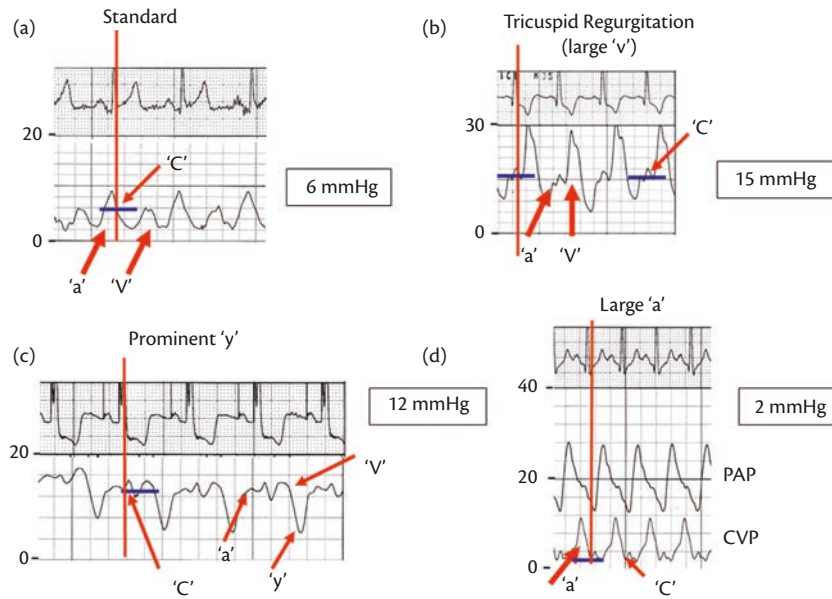 (a)
Standard
20
0
'C'
'a'
'V'
6 mmHg
(b)
Tricuspid Regurgitation
(large 'v')
30
0
'C'
'a'
'V'
15 mmHg
(c)
Prominent 'y'
20
0
12 mmHg
'V'
'a'
'C'
'y'
(d)
Large 'a'
40
20
0
2 mmHg
PAP
CVP
'a'
'C'